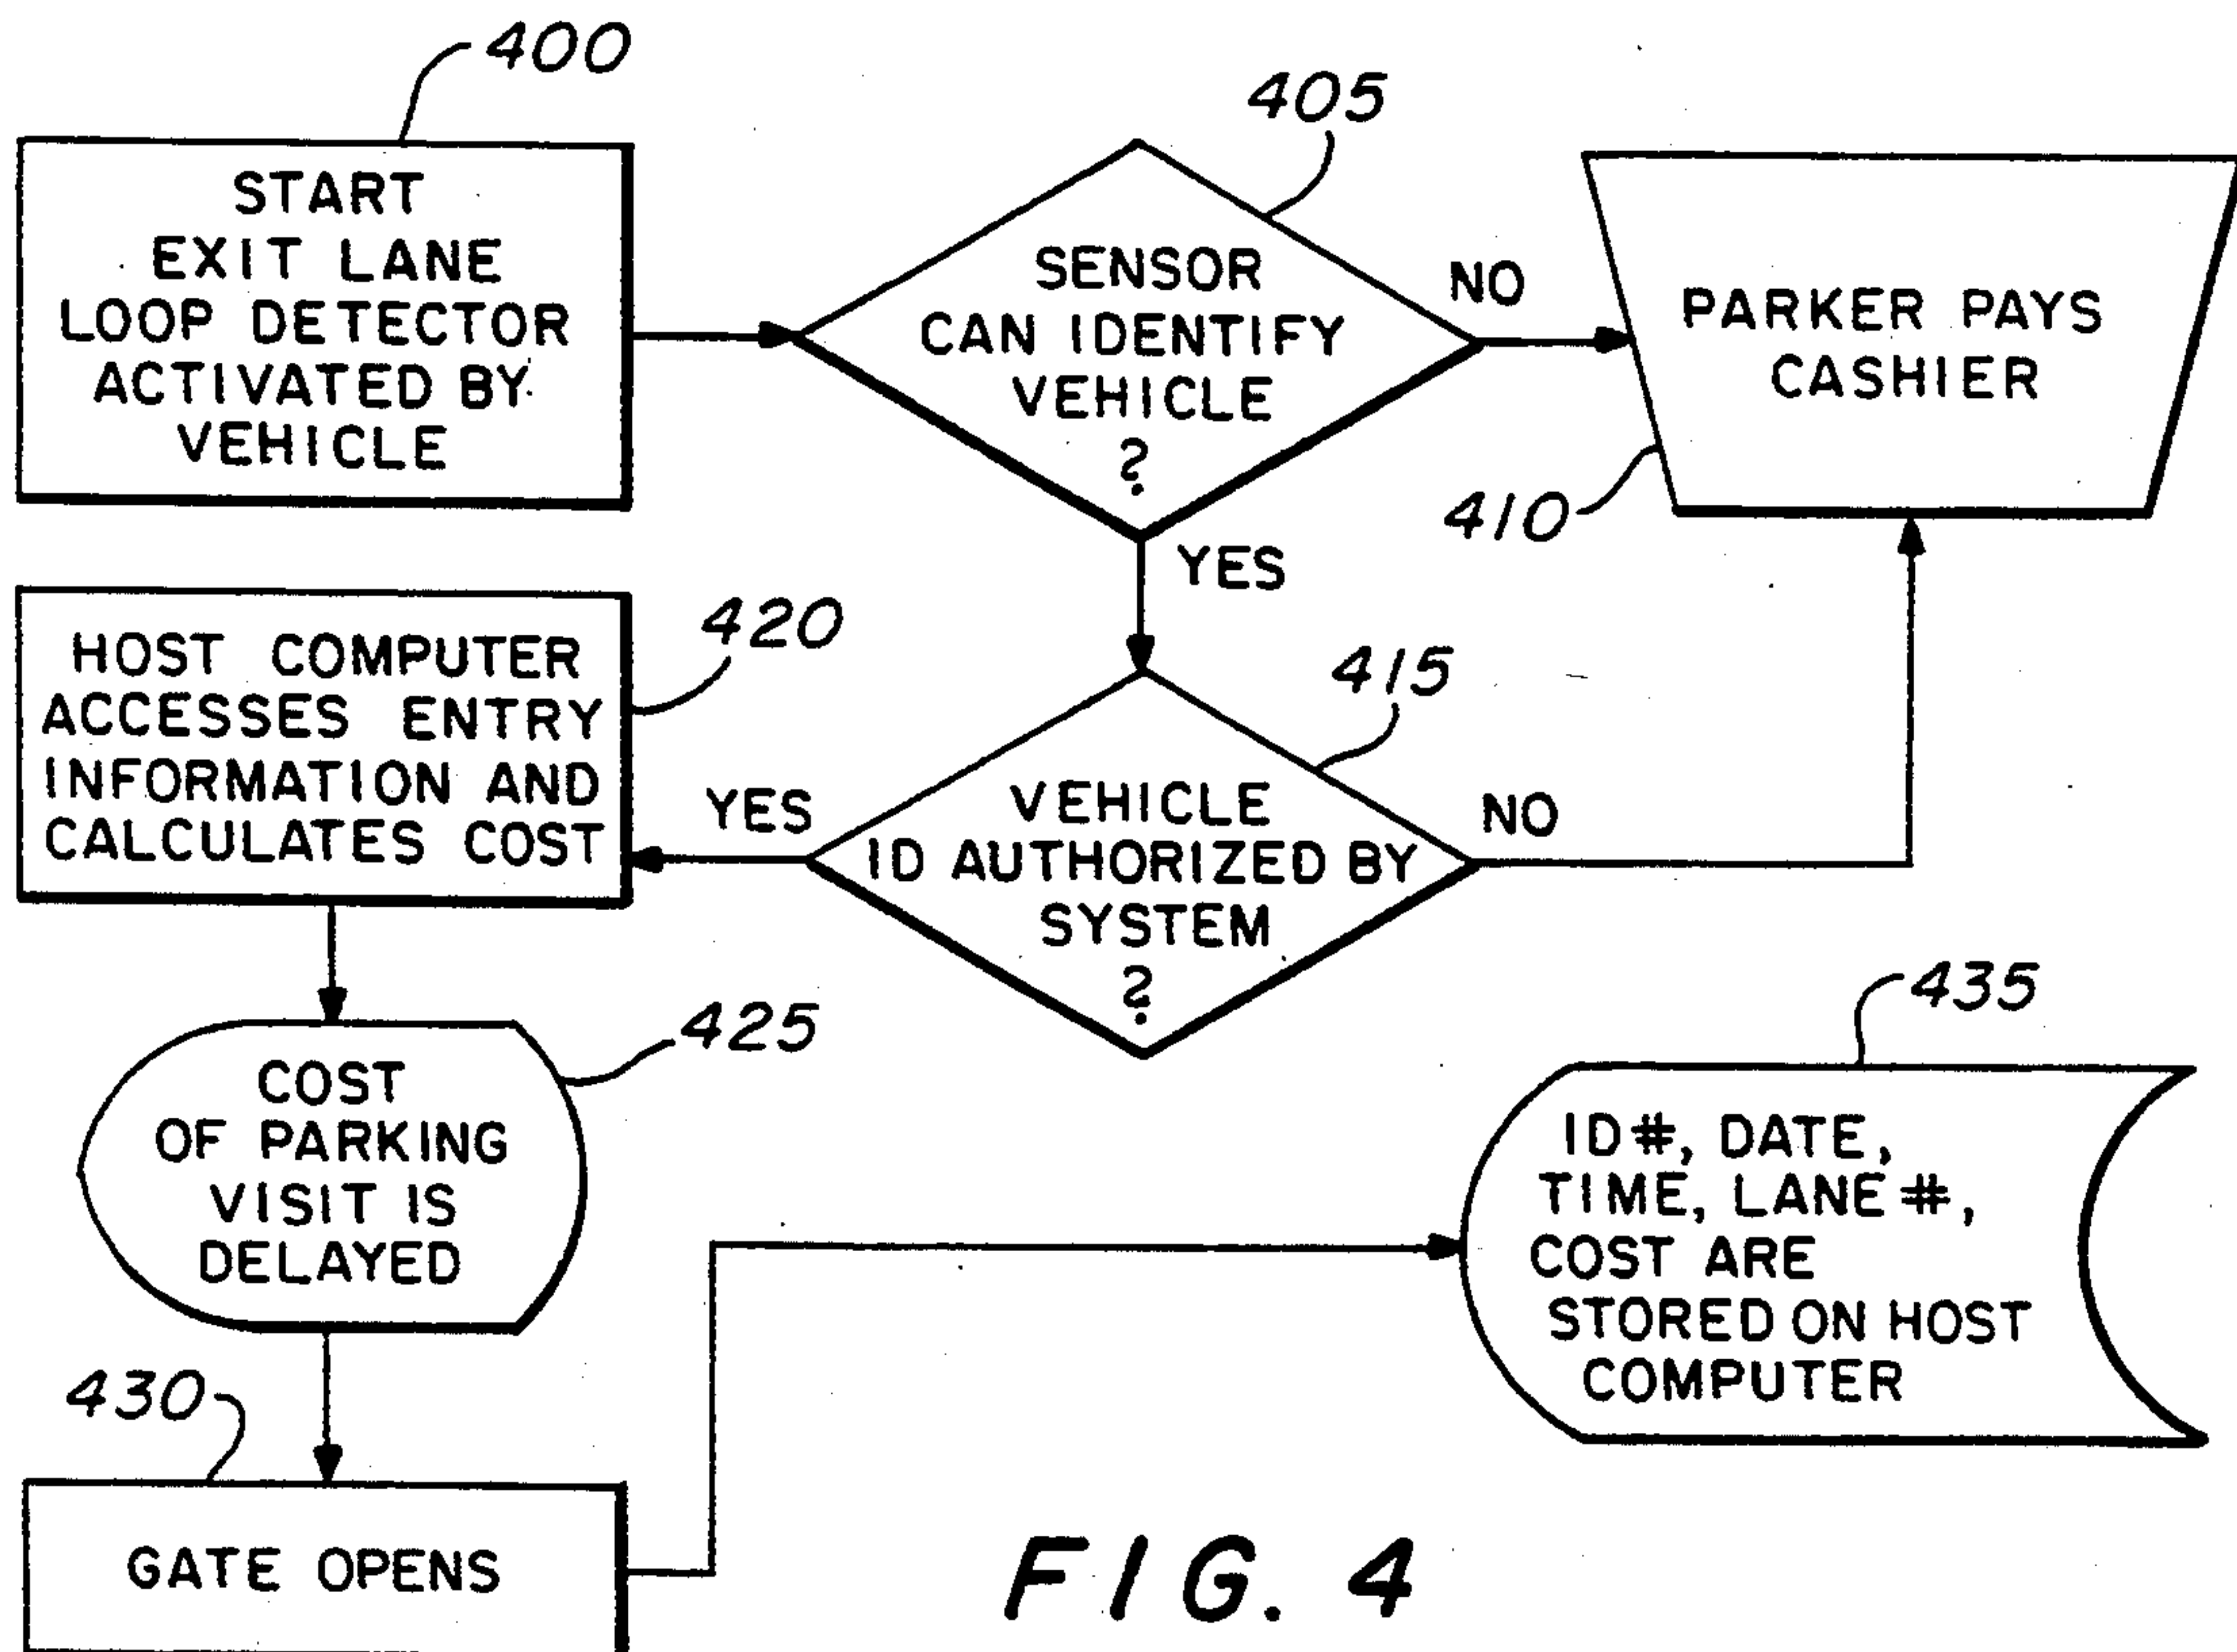 400
START
EXIT LANE
LOOP DETECTOR
ACTIVATED BY
VEHICLE
405
SENSOR
CAN IDENTIFY
VEHICLE
?
NO
YES
PARKER PAYS
CASHIER
410
415
VEHICLE
ID AUTHORIZED BY
SYSTEM
?
NO
YES
420
HOST COMPUTER
ACCESSES ENTRY
INFORMATION AND
CALCULATES COST
425
COST
OF PARKING
VISIT IS
DELAYED
430
GATE OPENS
435
ID#, DATE,
TIME, LANE #,
COST ARE
STORED ON HOST
COMPUTER
FIG. 4